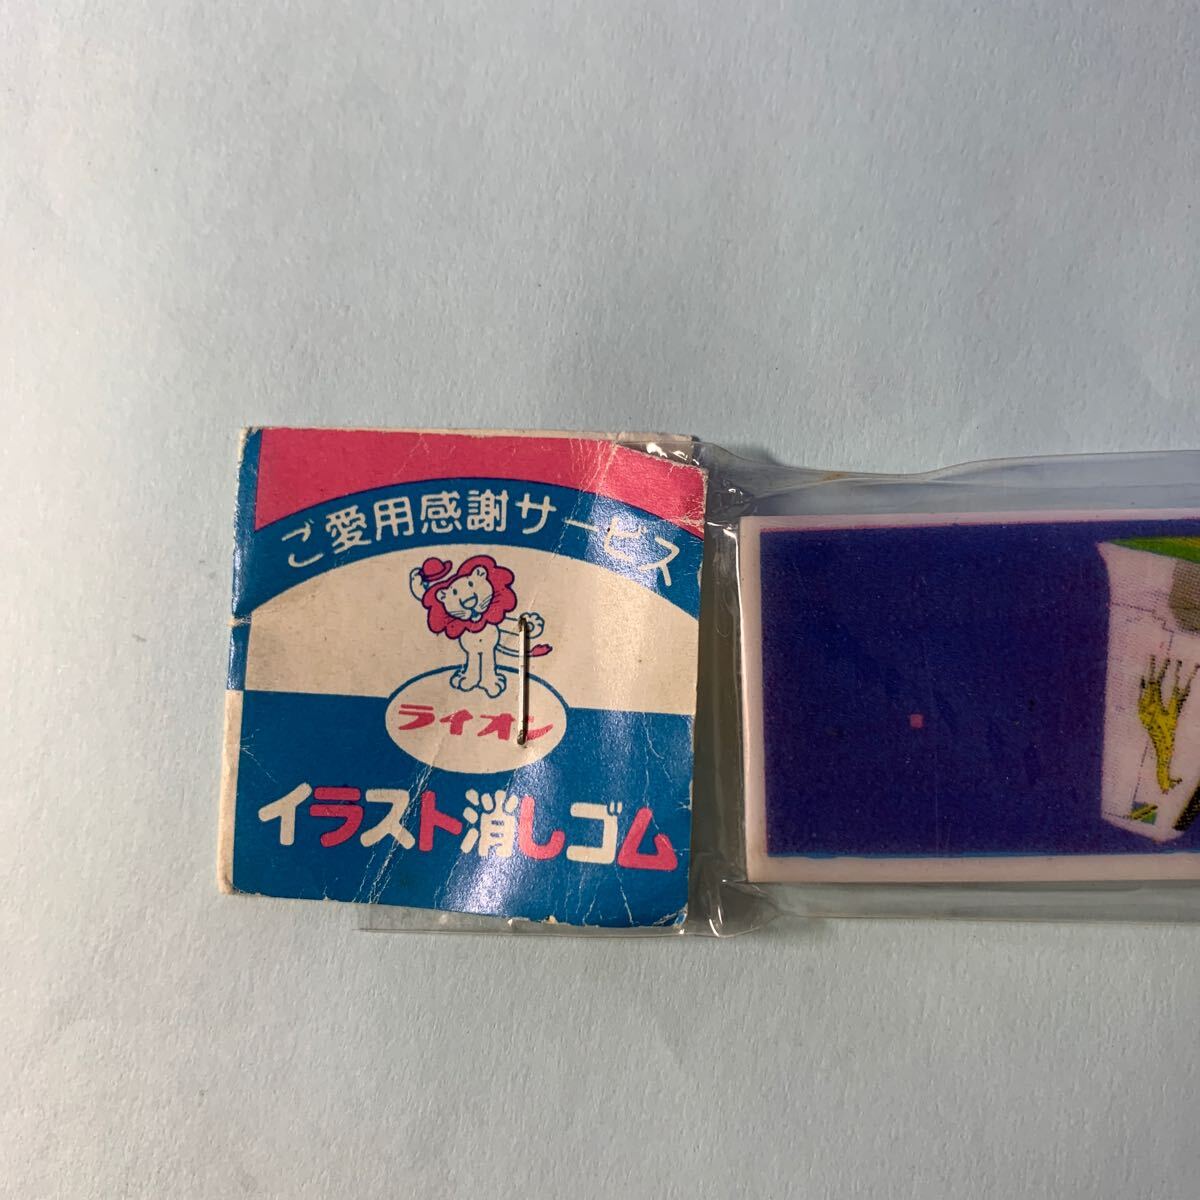 ご愛用感謝サービス
ライオン
イラスト消しゴム